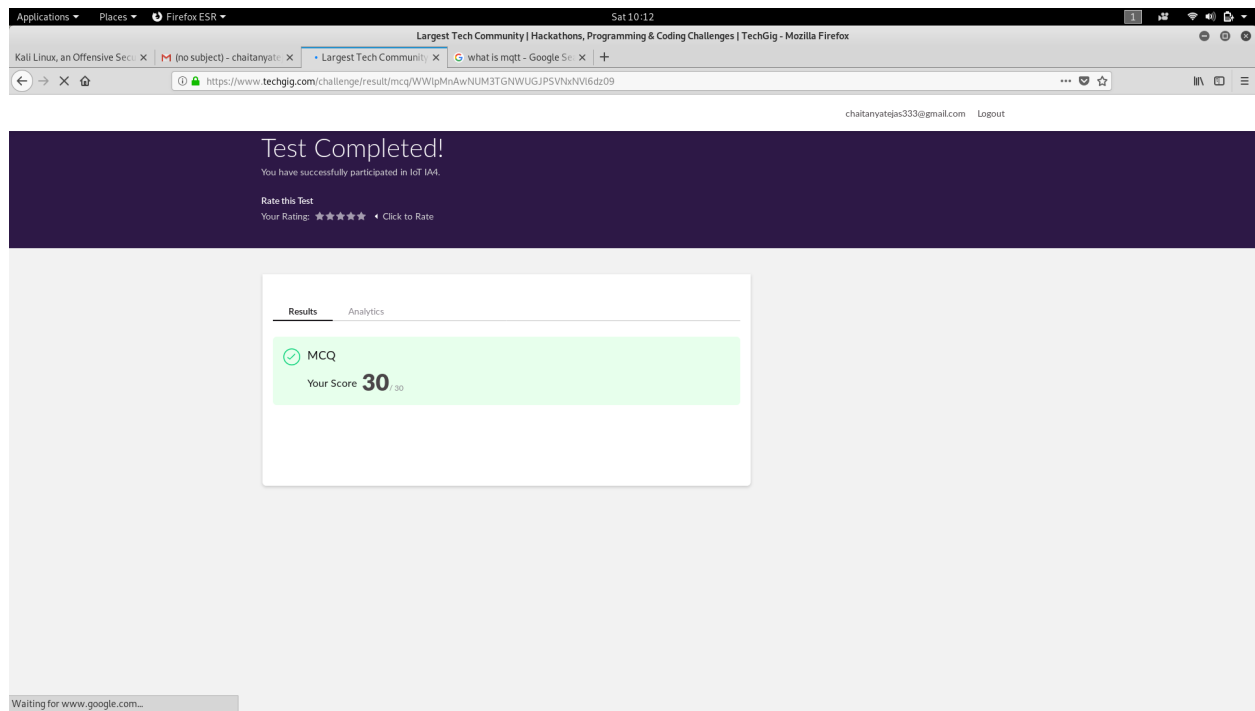 Applications Places Firefox ESR Sat 10:12 1
Largest Tech Community | Hackathons, Programming & Coding Challenges | TechGig - Mozilla Firefox
Kali Linux, an Offensive Secu (no subject) - chaitanyate Largest Tech Community G what is mqtt - Google Se
https://www.techgig.com/challenge/result/mcq/WWlpMnAwNUM3TGNWUGJPSVNxNVl6dz09
chaitanyatejas333@gmail.com Logout
Test Completed!
You have successfully participated in IoT IA4.
Rate this Test
Your Rating: Click to Rate
Results Analytics
MCQ
Your Score 30 / 30
Waiting for www.google.com...